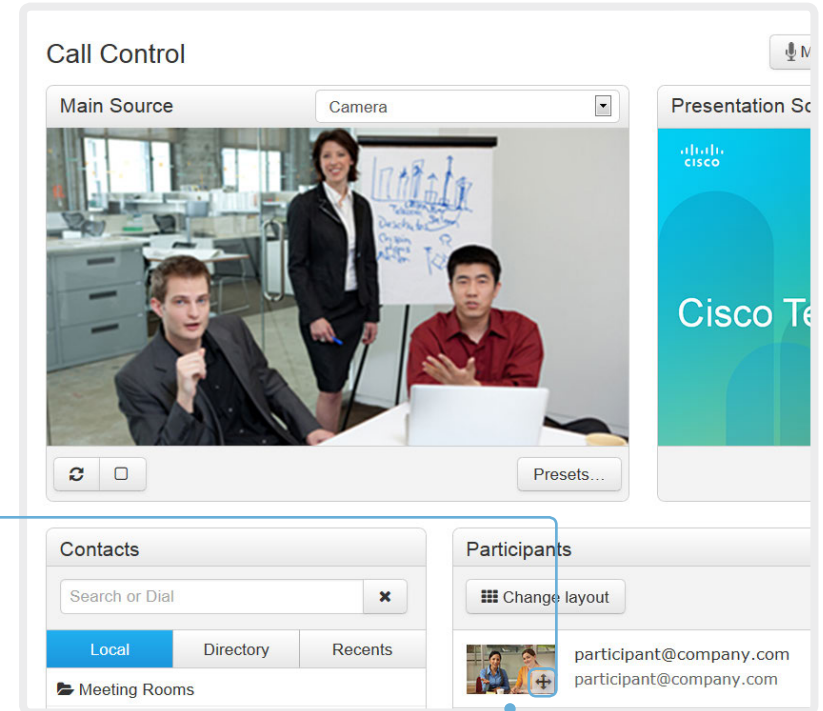 Call Control
M
Main Source
Camera
Presentation So
CISCO
Cisco Te
Presets...
Contacts
Participants
Search or Dial
Change layout
Local
Directory
Recents
participant@company.com
participant@company.com
Meeting Rooms